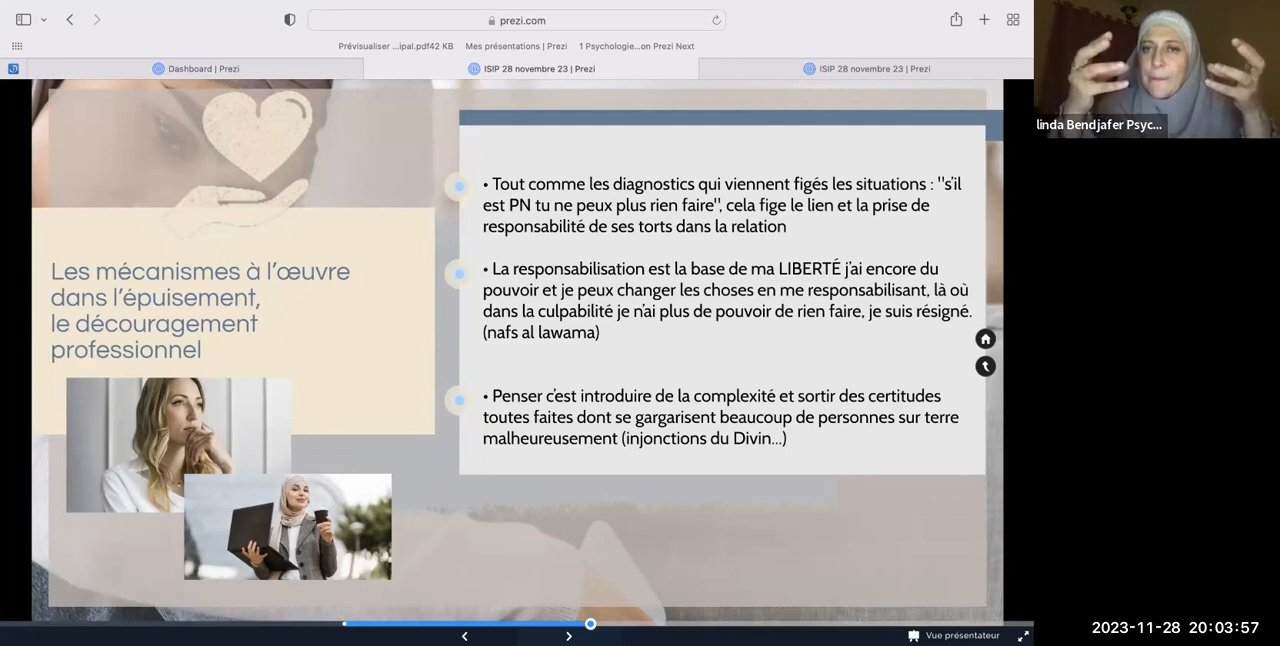 prezi.com
Prévisualiser ...ipal.pdf42 KB
Mes présentations | Prezi
1 Psychologie...on Prezi Next
Dashboard | Prezi
ISIP 28 novembre 23 | Prezi
ISIP 28 novembre 23 | Prezi
linda Bendjafer Psyc...
Les mécanismes à l'œuvre
dans l'épuisement,
le découragement
professionnel
• Tout comme les diagnostics qui viennent figés les situations : "s'il
est PN tu ne peux plus rien faire", cela fige le lien et la prise de
responsabilité de ses torts dans la relation
• La responsabilisation est la base de ma LIBERTÉ j'ai encore du
pouvoir et je peux changer les choses en me responsabilisant, là où
dans la culpabilité je n'ai plus de pouvoir de rien faire, je suis résigné.
(nafs al lawama)
• Penser c'est introduire de la complexité et sortir des certitudes
toutes faites dont se gargarisent beaucoup de personnes sur terre
malheureusement (injonctions du Divin...)
Vue présentateur
2023-11-28 20:03:57